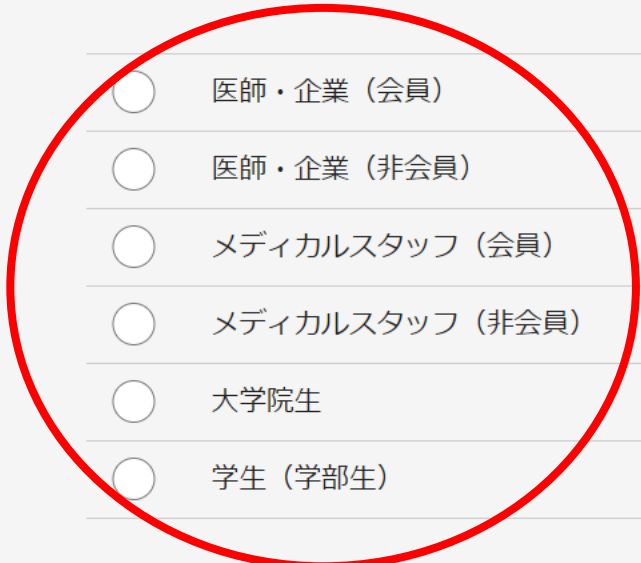 医師・企業（会員）
医師・企業（非会員）
メディカルスタッフ（会員）
メディカルスタッフ（非会員）
大学院生
学生（学部生）